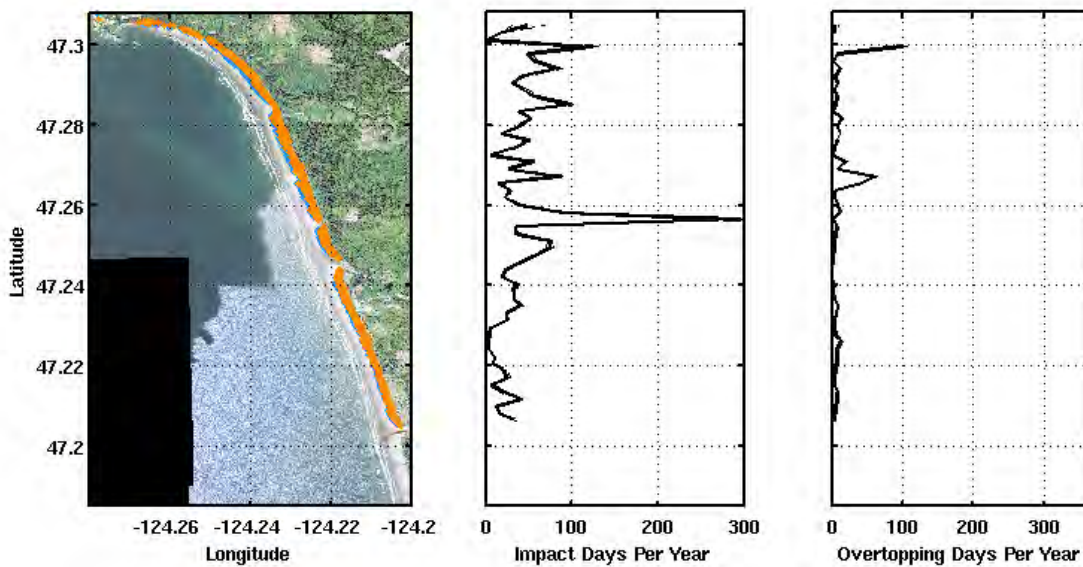 47.3
47.28
47.26
47.24
47.22
47.2
Latitude
-124.26 -124.24 -124.22 -124.2
Longitude
0 100 200 300
Impact Days Per Year
0 100 200 300
Overtopping Days Per Year